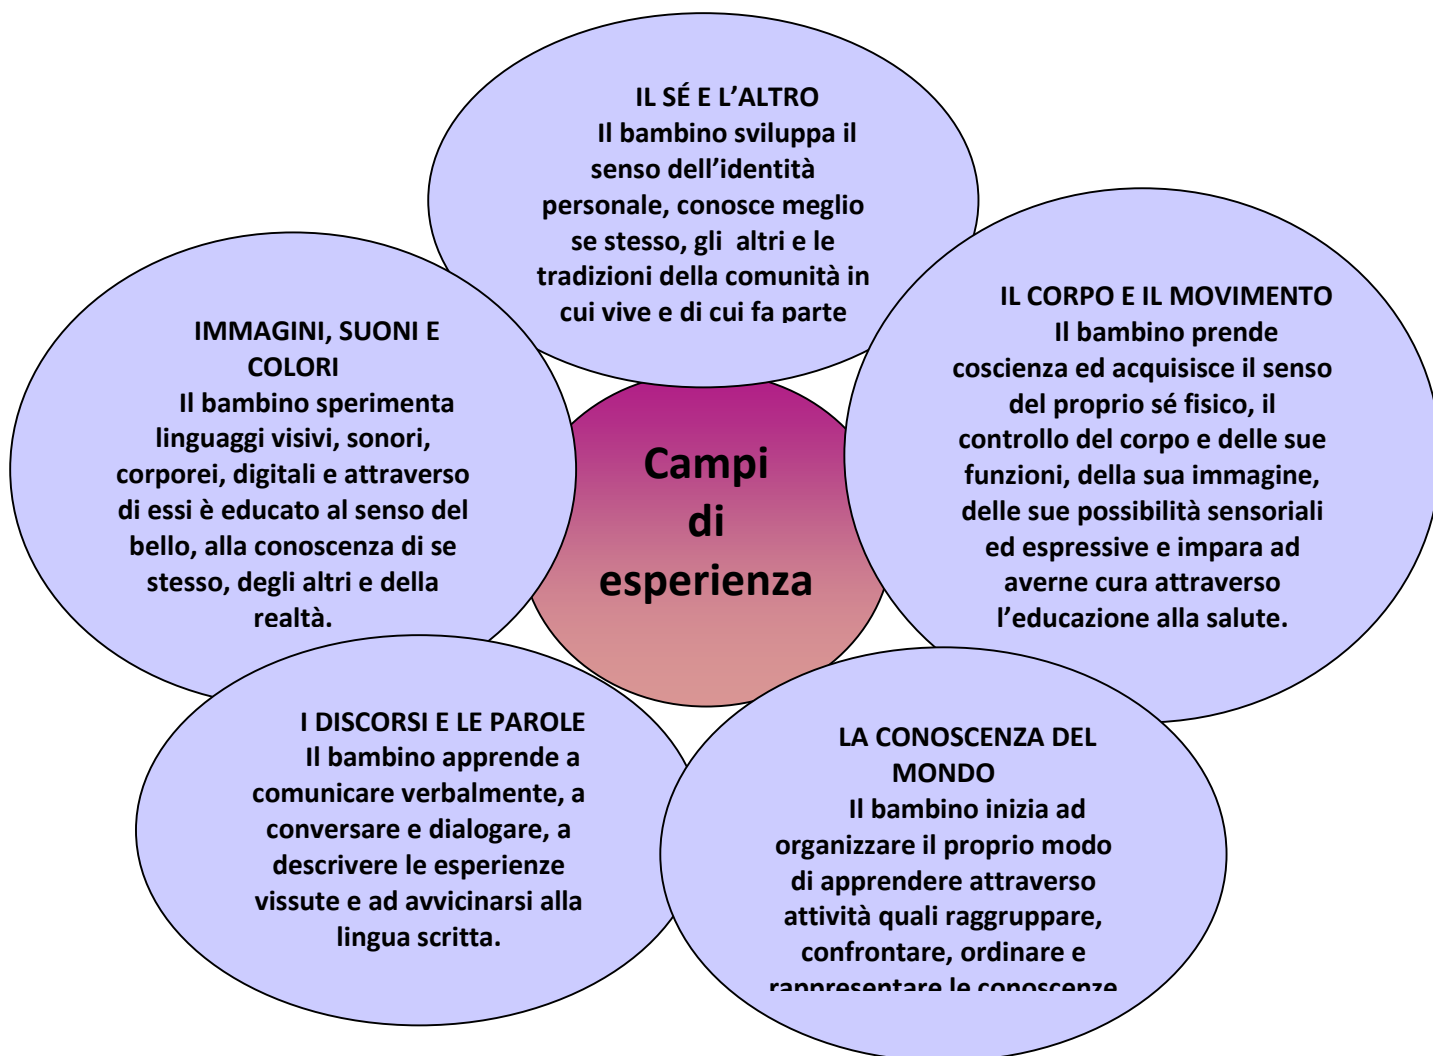 IL SÉ E L’ALTRO
Il bambino sviluppa il
senso dell’identità
personale, conosce meglio
se stesso, gli altri e le
tradizioni della comunità in
cui vive e di cui fa parte
IL CORPO E IL MOVIMENTO
Il bambino prende
coscienza ed acquisisce il senso
del proprio sé fisico, il
controllo del corpo e delle sue
funzioni, della sua immagine,
delle sue possibilità sensoriali
ed espressive e impara ad
averne cura attraverso
l’educazione alla salute.
IMMAGINI, SUONI E
COLORI
Il bambino sperimenta
linguaggi visivi, sonori,
corporei, digitali e attraverso
di essi è educato al senso del
bello, alla conoscenza di se
stesso, degli altri e della
realtà.
Campi
di
esperienza
I DISCORSI E LE PAROLE
Il bambino apprende a
comunicare verbalmente, a
conversare e dialogare, a
descrivere le esperienze
vissute e ad avvicinarsi alla
lingua scritta.
LA CONOSCENZA DEL
MONDO
Il bambino inizia ad
organizzare il proprio modo
di apprendere attraverso
attività quali raggruppare,
confrontare, ordinare e
rappresentare le conoscenze